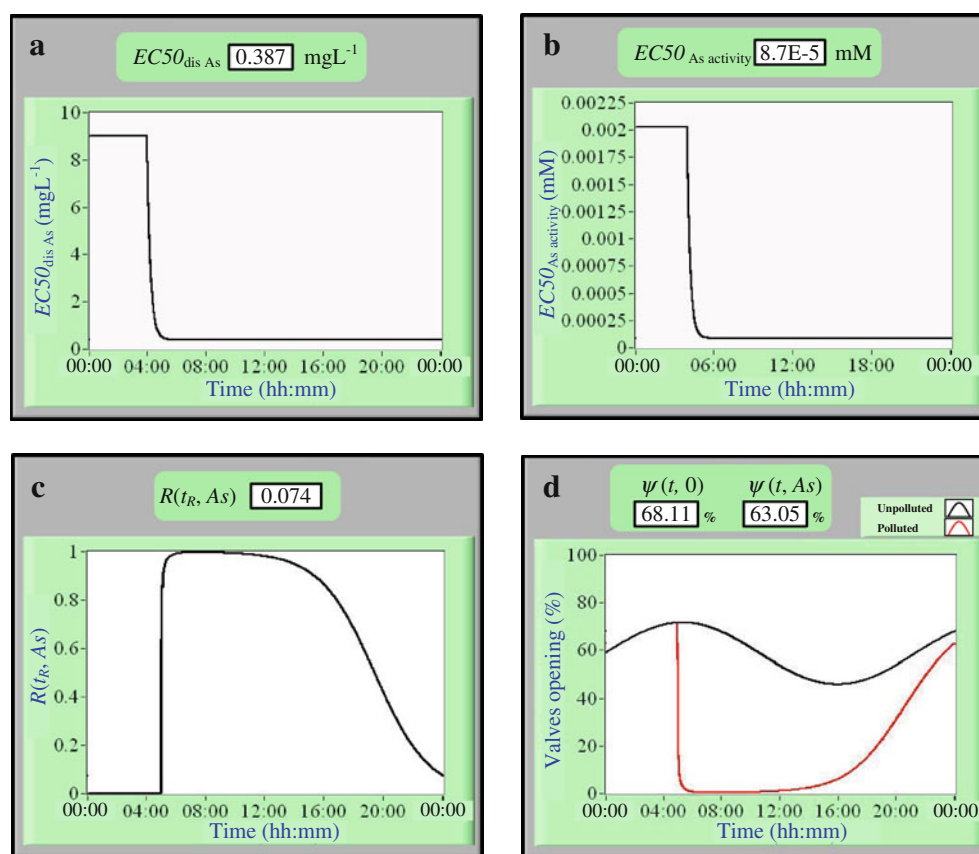 a
EC50dis As 0.387 mgL-1
10
8
6
4
2
0
EC50dis As (mgL-1)
00:00 04:00 08:00 12:00 16:00 20:00 00:00
Time (hh:mm)
b
EC50 As activity 8.7E-5 mM
0.00225
0.002
0.00175
0.0015
0.00125
0.001
0.00075
0.0005
0.00025
0
EC50As activity (mM)
00:00 06:00 12:00 18:00 00:00
Time (hh:mm)
c
R(tR, As) 0.074
1
0.8
0.6
0.4
0.2
0
R(tR, As)
00:00 04:00 08:00 12:00 16:00 20:00 00:00
Time (hh:mm)
d
ψ(t, 0) ψ(t, As)
68.11 % 63.05 %
Unpolluted
Polluted
100
80
60
40
20
0
Valves opening (%)
00:00 04:00 08:00 12:00 16:00 20:00 00:00
Time (hh:mm)